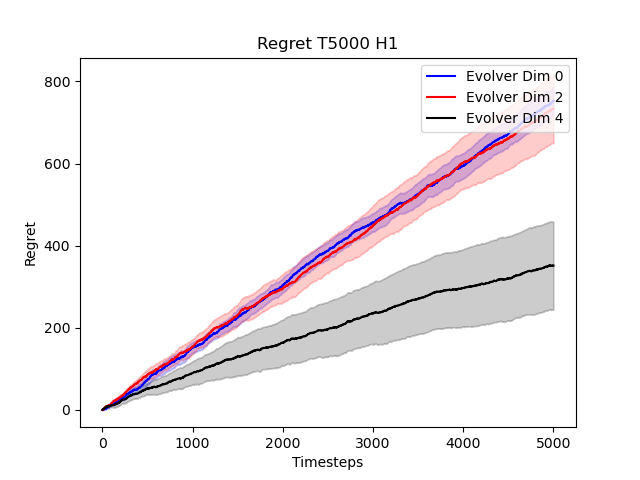 Regret T5000 H1
Evolver Dim 0
Evolver Dim 2
Evolver Dim 4
Regret
800
600
400
200
0
0 1000 2000 3000 4000 5000
Timesteps